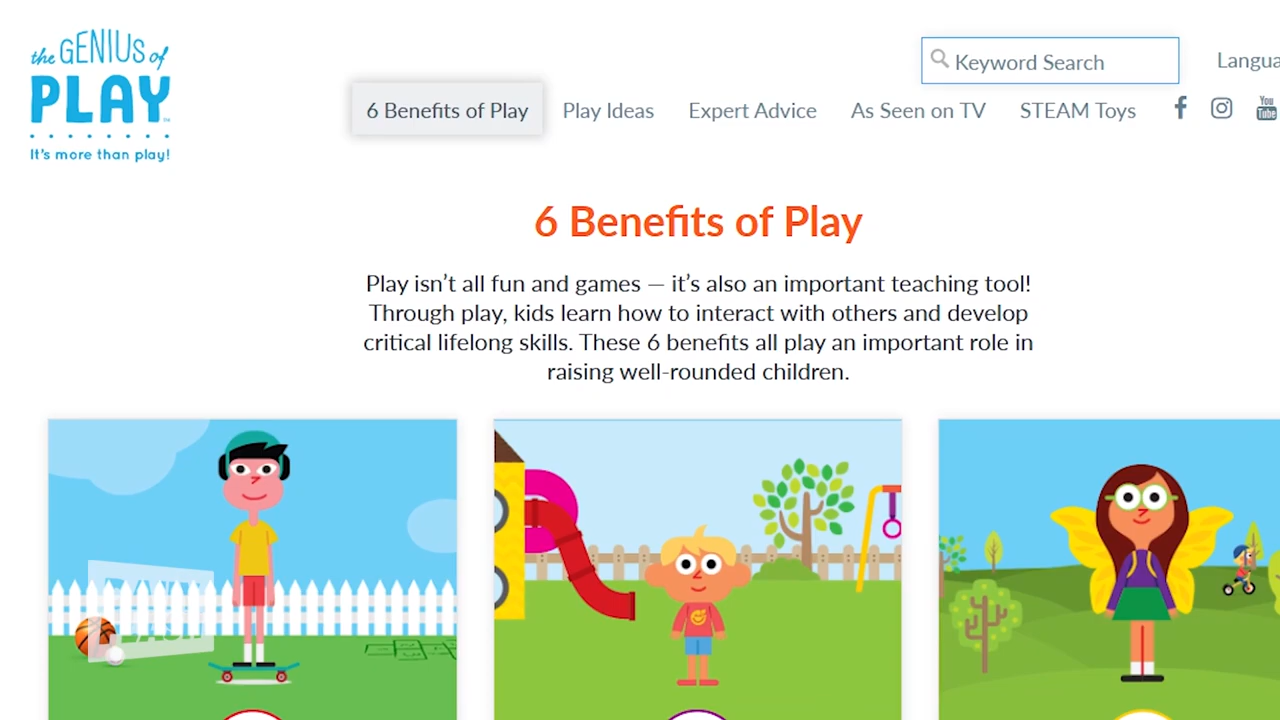 the GENIUS of
PLAY
It's more than play!
Keyword Search
Langua
6 Benefits of Play
Play Ideas
Expert Advice
As Seen on TV
STEAM Toys
You
Tube
6 Benefits of Play
Play isn't all fun and games — it's also an important teaching tool!
Through play, kids learn how to interact with others and develop
critical lifelong skills. These 6 benefits all play an important role in
raising well-rounded children.